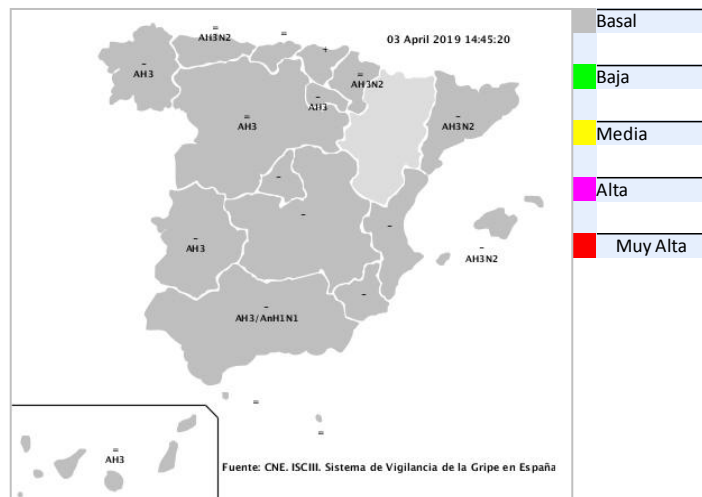 03 April 2019 14:45:20
=
AH3N2
=
+
–
AH3
=
AH3N2
–
AH3
=
AH3
–
AH3N2
–
–
–
–
AH3
–
AH3N2
–
–
AH3/AnH1N1
=
=
=
AH3
Fuente: CNE. ISCIII. Sistema de Vigilancia de la Gripe en España
Basal
Baja
Media
Alta
Muy Alta